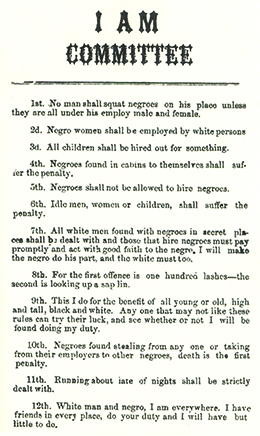 I AM
COMMITTEE
1st. No man shall squat negroes on his place unless
they are all under his employ male and female.
2d. Negro women shall be employed by white persons
3d. All children shall be hired out for something.
4th. Negroes found in cabins to themselves shall suf-
fer the penalty.
5th. Negroes shall not be allowed to hire negroes.
6th. Idle men, women or children, shall suffer the
penalty.
7th. All white men found with negroes in secret pla-
ces shall be dealt with and those that hire negroes must pay
promptly and act with good faith to the negro, I will make
the negro do his part, and the white must too.
8th. For the first offence is one hundred lashes—the
second is looking up a sap lin.
9th. This I do for the benefit of all young or old, high
and tall, black and white. Any one that may not like these
rules can try their luck, and see whether or not I will be
found doing my duty.
10th. Negroes found stealing from any one or taking
from their employers to other negroes, death is the first
penalty.
11th. Running about late of nights shall be strictly
dealt with.
12th. White man and negro, I am everywhere. I have
friends in every place, do your duty and I will have but
little to do.